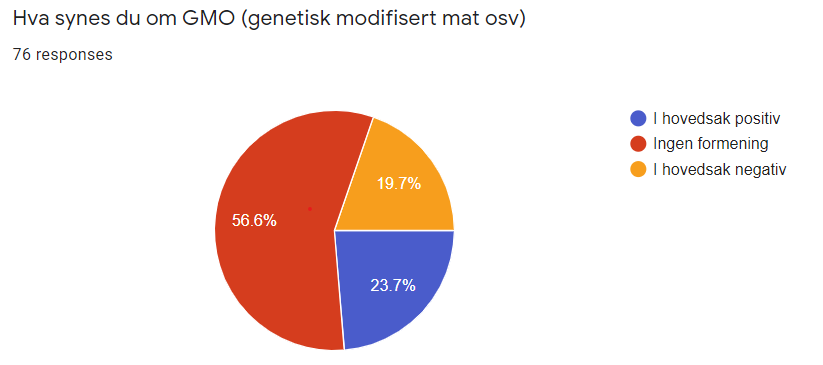 Hva synes du om GMO (genetisk modifisert mat osv)
76 responses
I hovedsak positiv
Ingen formening
I hovedsak negativ
19.7%
56.6%
23.7%